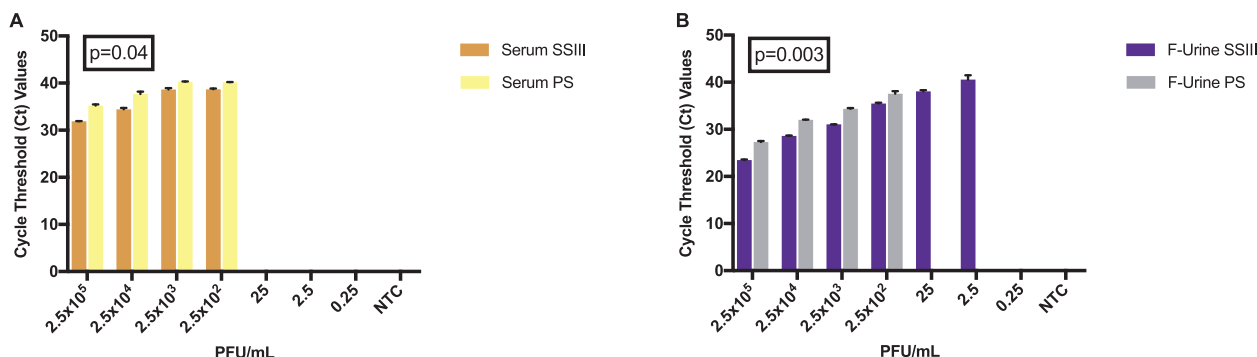 A
p=0.04
Cycle Threshold (Ct) Values
50
40
30
20
10
0
2.5x10⁵
2.5x10⁴
2.5x10³
2.5x10²
25
2.5
0.25
NTC
PFU/mL
Serum SSIII
Serum PS
B
p=0.003
Cycle Threshold (Ct) Values
50
40
30
20
10
0
2.5x10⁵
2.5x10⁴
2.5x10³
2.5x10²
25
2.5
0.25
NTC
PFU/mL
F-Urine SSIII
F-Urine PS